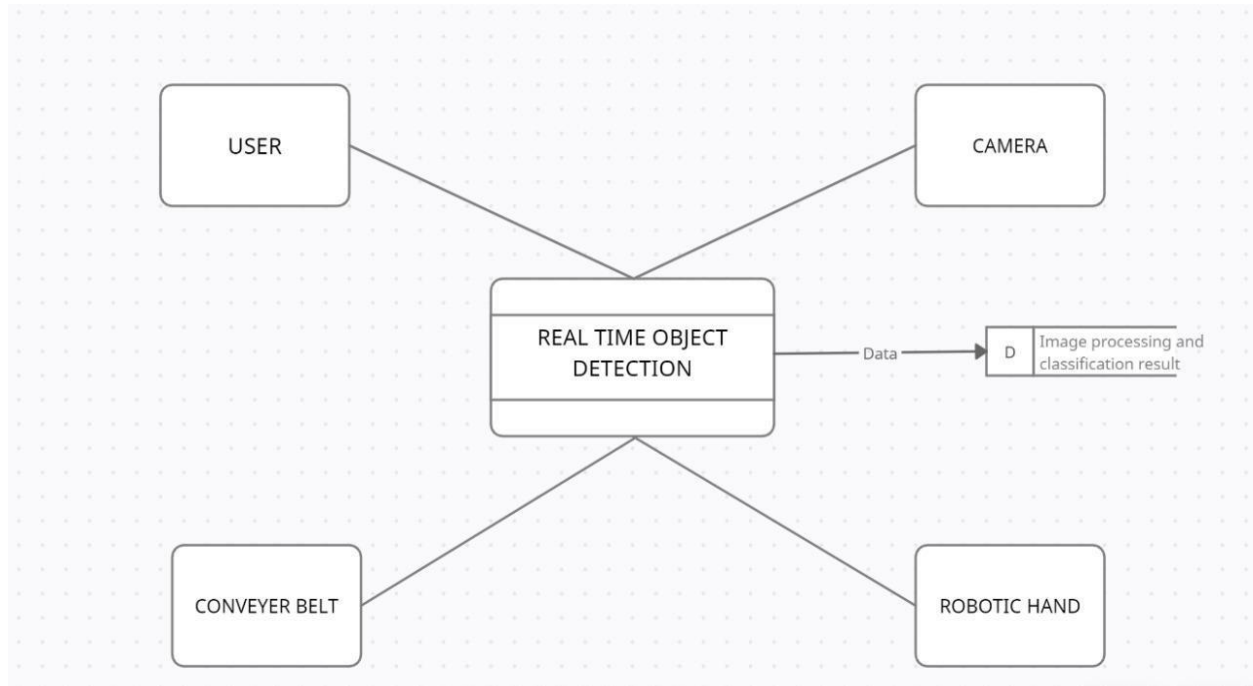 USER
CAMERA
REAL TIME OBJECT
DETECTION
Data
D
Image processing and
classification result
CONVEYER BELT
ROBOTIC HAND